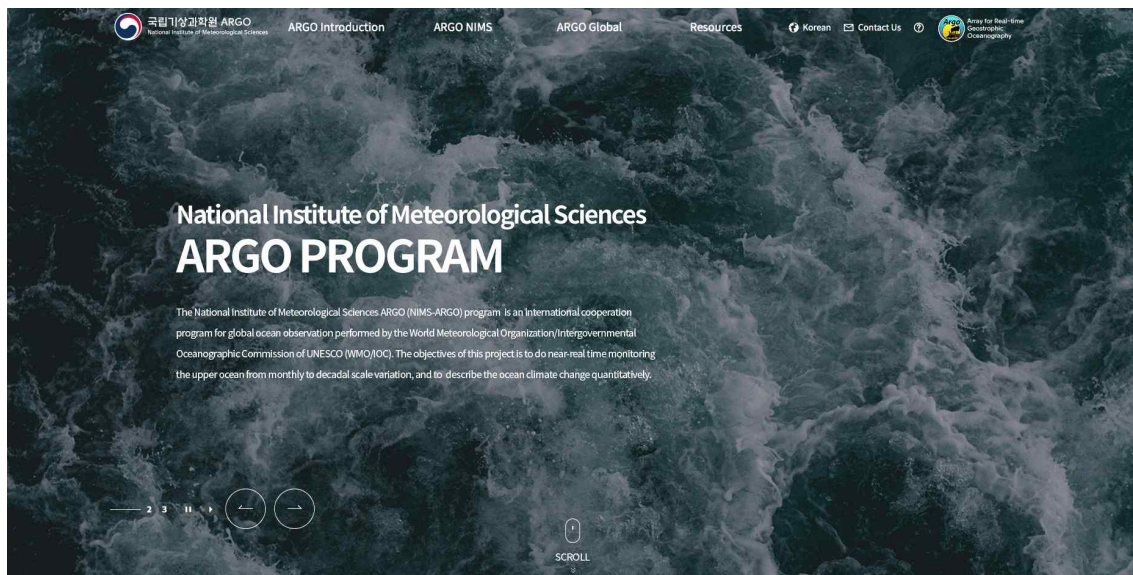 국립기상과학원 ARGO
National Institute of Meteorological Sciences
ARGO Introduction
ARGO NIMS
ARGO Global
Resources
Korean
Contact Us
Argo
Array for Real-time
Geostrophic
Oceanography
National Institute of Meteorological Sciences
ARGO PROGRAM
The National Institute of Meteorological Sciences ARGO (NIMS-ARGO) program is an international cooperation
program for global ocean observation performed by the World Meteorological Organization/Intergovernmental
Oceanographic Commission of UNESCO (WMO/IOC). The objectives of this project is to do near-real time monitoring
the upper ocean from monthly to decadal scale variation, and to describe the ocean climate change quantitatively.
2 3
SCROLL